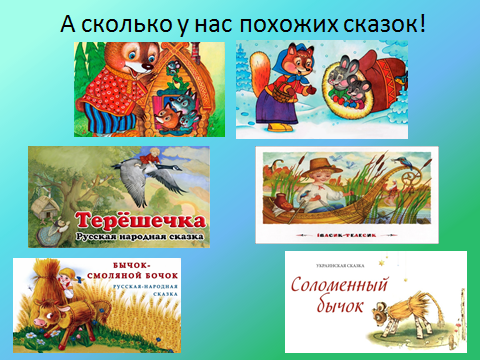 А сколько у нас похожих сказок!
Терёшечка
Русская народная сказка
ІВАСИК-ТЕЛЕСИК
БЫЧОК-
СМОЛЯНОЙ БОЧОК
РУССКАЯ-НАРОДНАЯ
СКАЗКА
УКРАИНСКАЯ СКАЗКА
Соломенный
бычок